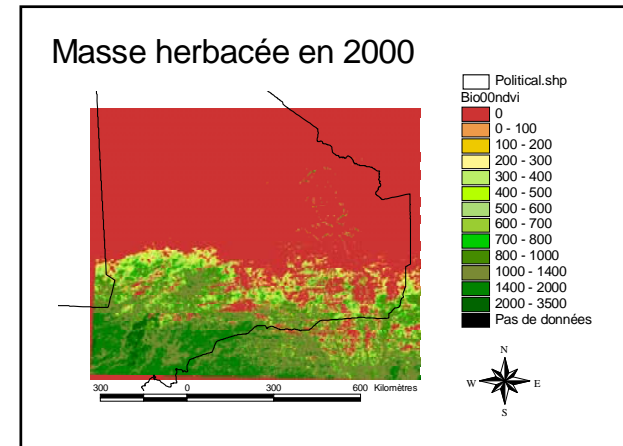 Masse herbacée en 2000
Political.shp
Bio00ndvi
0
0 - 100
100 - 200
200 - 300
300 - 400
400 - 500
500 - 600
600 - 700
700 - 800
800 - 1000
1000 - 1400
1400 - 2000
2000 - 3500
Pas de données
300 0 300 600 Kilomètres
N
W E
S